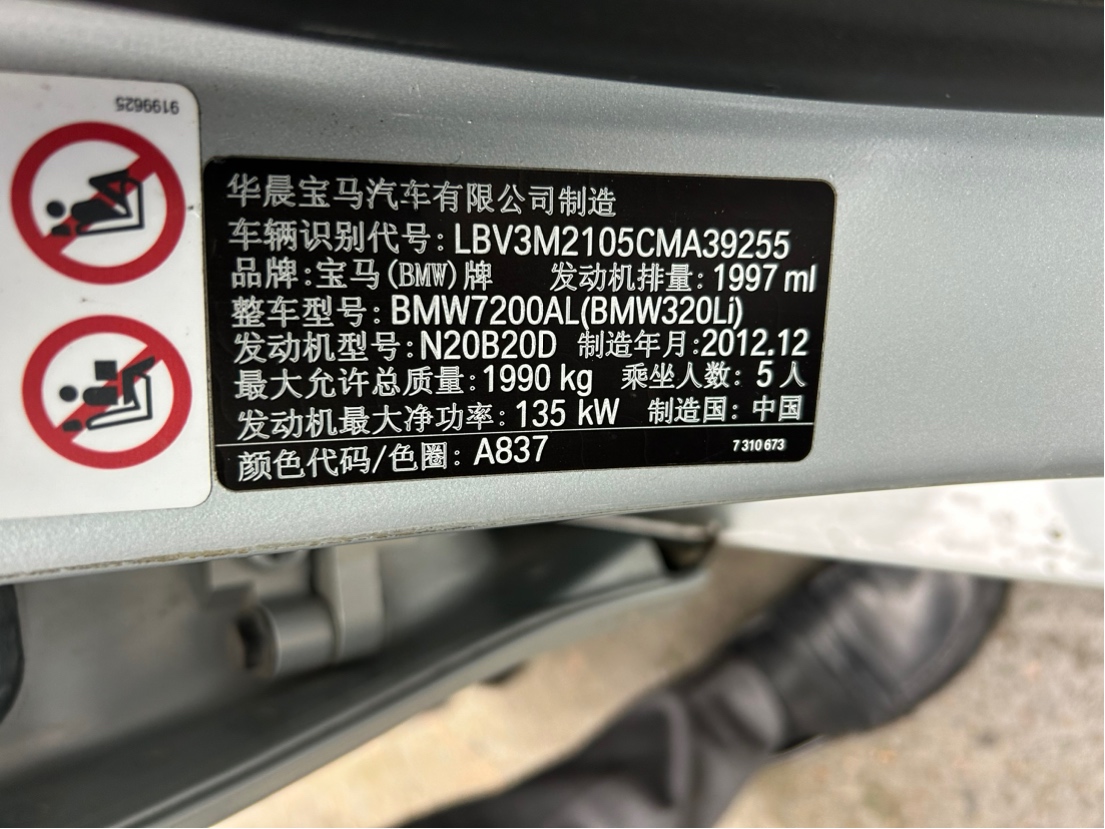 9199625
华晨宝马汽车有限公司制造
车辆识别代号: LBV3M2105CMA39255
品牌: 宝马(BMW)牌 发动机排量: 1997 ml
整车型号: BMW7200AL(BMW320Li)
发动机型号: N20B20D 制造年月: 2012.12
最大允许总质量: 1990 kg 乘坐人数: 5人
发动机最大净功率: 135 kW 制造国: 中国
颜色代码/色圈: A837 7 310 673